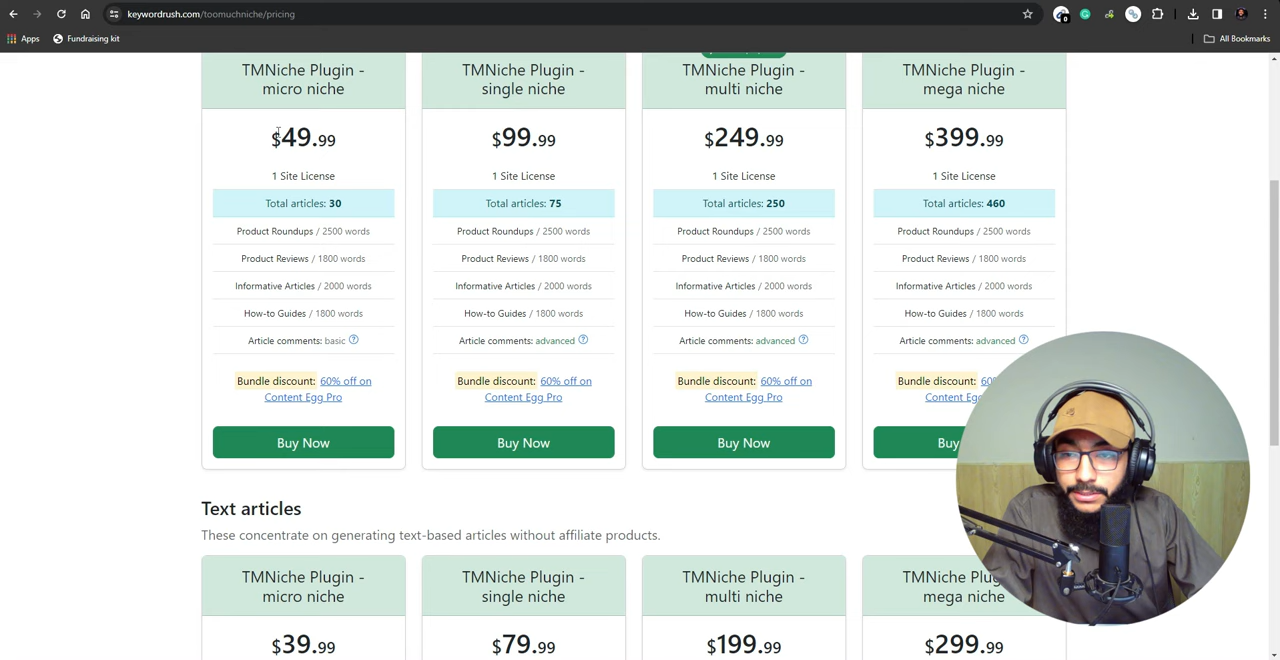 keywordrush.com/toomuchniche/pricing
Apps
Fundraising kit
All Bookmarks
TMNiche Plugin -
micro niche
$49.99
1 Site License
Total articles: 30
Product Roundups / 2500 words
Product Reviews / 1800 words
Informative Articles / 2000 words
How-to Guides / 1800 words
Article comments: basic ?
Bundle discount: 60% off on
Content Egg Pro
Buy Now
TMNiche Plugin -
single niche
$99.99
1 Site License
Total articles: 75
Product Roundups / 2500 words
Product Reviews / 1800 words
Informative Articles / 2000 words
How-to Guides / 1800 words
Article comments: advanced ?
Bundle discount: 60% off on
Content Egg Pro
Buy Now
TMNiche Plugin -
multi niche
$249.99
1 Site License
Total articles: 250
Product Roundups / 2500 words
Product Reviews / 1800 words
Informative Articles / 2000 words
How-to Guides / 1800 words
Article comments: advanced ?
Bundle discount: 60% off on
Content Egg Pro
Buy Now
TMNiche Plugin -
mega niche
$399.99
1 Site License
Total articles: 460
Product Roundups / 2500 words
Product Reviews / 1800 words
Informative Articles / 2000 words
How-to Guides / 1800 words
Article comments: advanced ?
Bundle discount: 60
Content
Buy
Text articles
These concentrate on generating text-based articles without affiliate products.
TMNiche Plugin -
micro niche
$39.99
TMNiche Plugin -
single niche
$79.99
TMNiche Plugin -
multi niche
$199.99
TMNiche
mega niche
$299.99